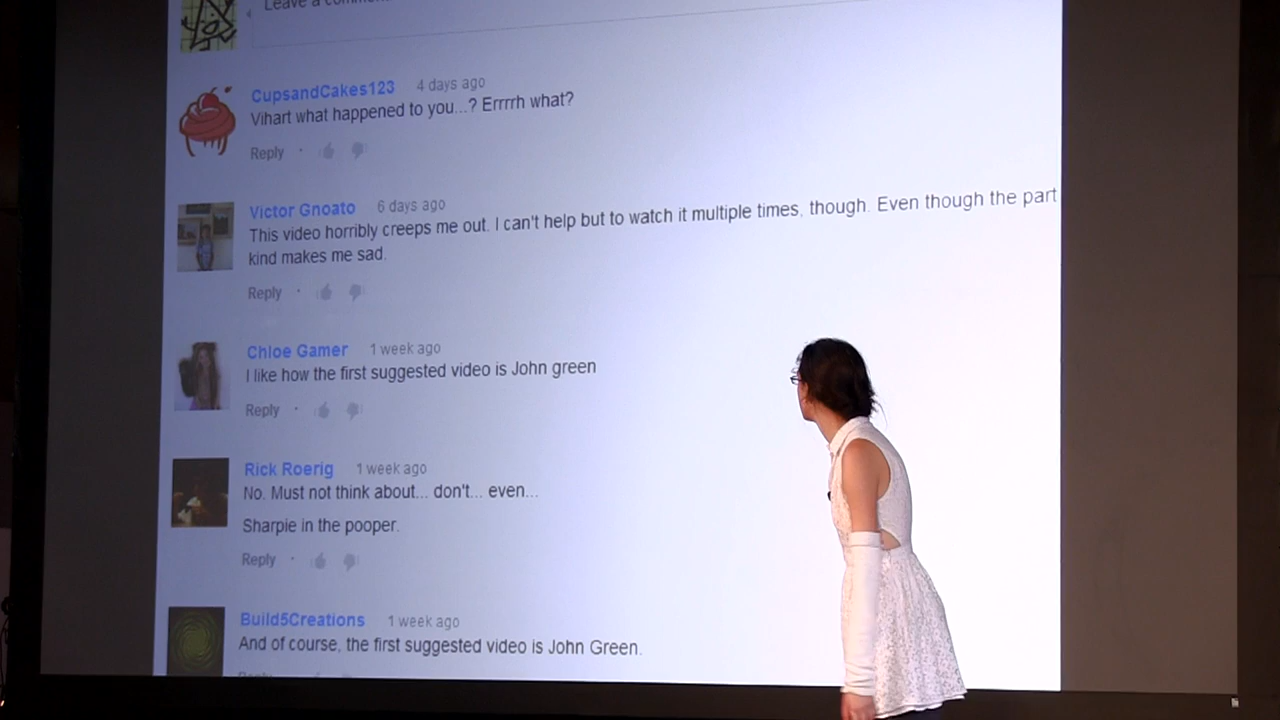 Leave a comment
CupsandCakes123 4 days ago
Vihart what happened to you...? Errrrh what?
Reply
Victor Gnoato 6 days ago
This video horribly creeps me out. I can't help but to watch it multiple times, though. Even though the part
kind makes me sad.
Reply
Chloe Gamer 1 week ago
I like how the first suggested video is John green
Reply
Rick Roerig 1 week ago
No. Must not think about... don't... even...
Sharpie in the pooper.
Reply
Build5Creations 1 week ago
And of course, the first suggested video is John Green.
Reply